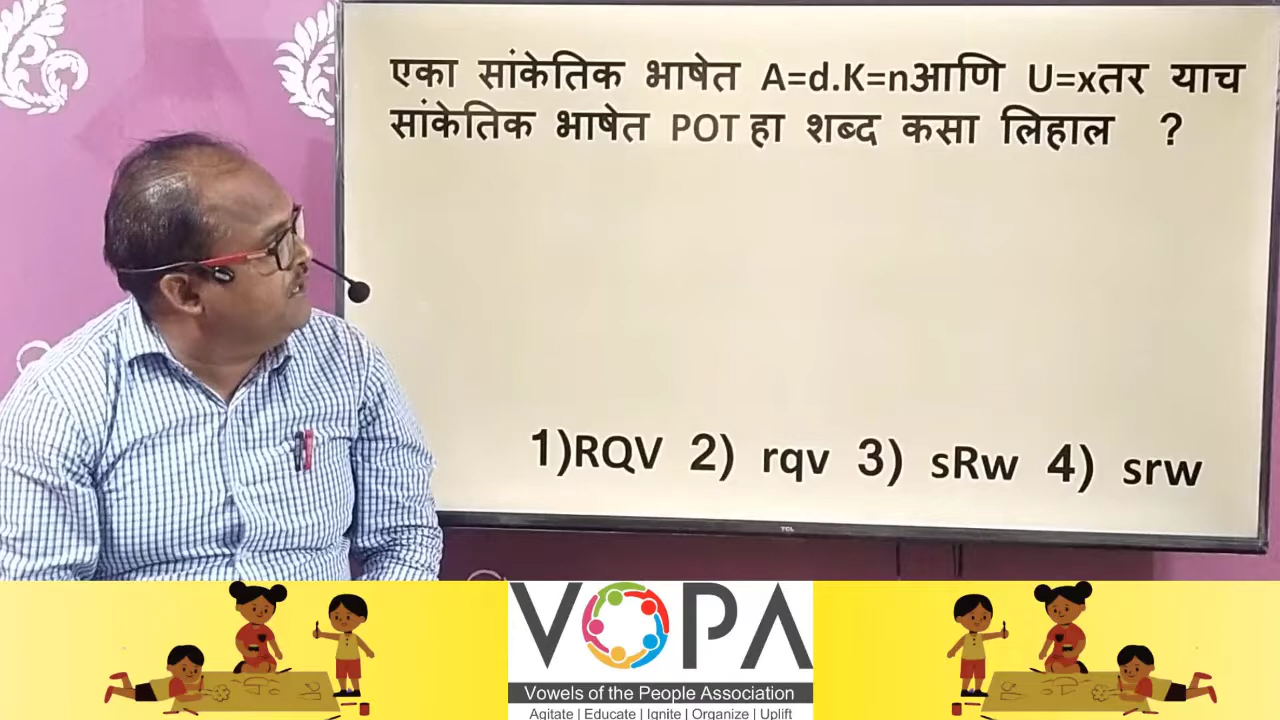 एका सांकेतिक भाषेत A=d.K=nआणि U=xतर याच
सांकेतिक भाषेत POT हा शब्द कसा लिहाल ?
1)RQV 2) rqv 3) sRw 4) srw
TCL
VOPA
Vowels of the People Association
Agitate | Educate | Ignite | Organize | Uplift